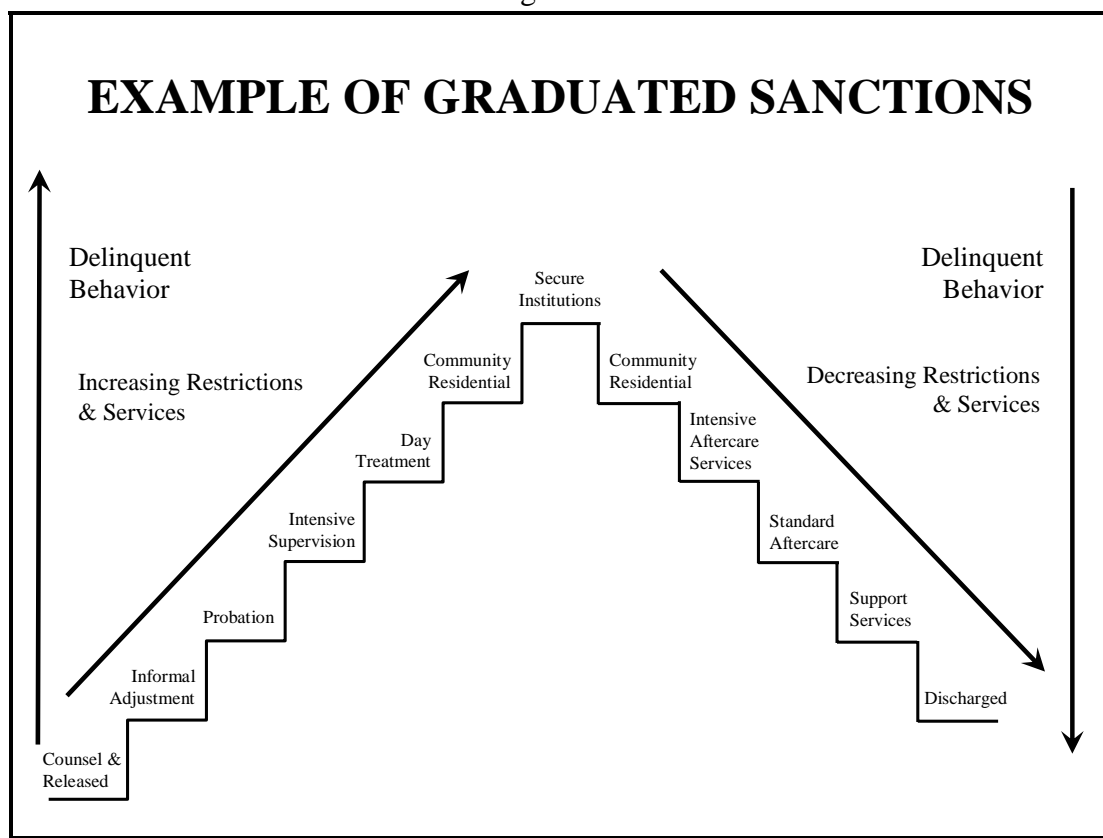 EXAMPLE OF GRADUATED SANCTIONS
Delinquent
Behavior
Increasing Restrictions
& Services
Counsel &
Released
Informal
Adjustment
Probation
Intensive
Supervision
Day
Treatment
Community
Residential
Secure
Institutions
Community
Residential
Intensive
Aftercare
Services
Standard
Aftercare
Support
Services
Discharged
Delinquent
Behavior
Decreasing Restrictions
& Services